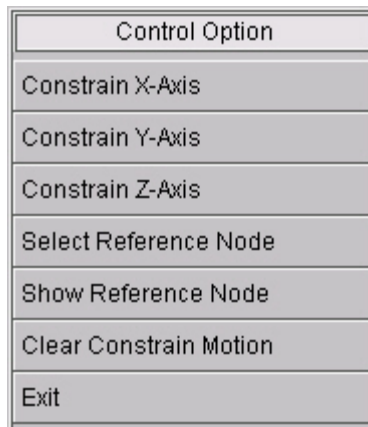 Control Option
Constrain X-Axis
Constrain Y-Axis
Constrain Z-Axis
Select Reference Node
Show Reference Node
Clear Constrain Motion
Exit